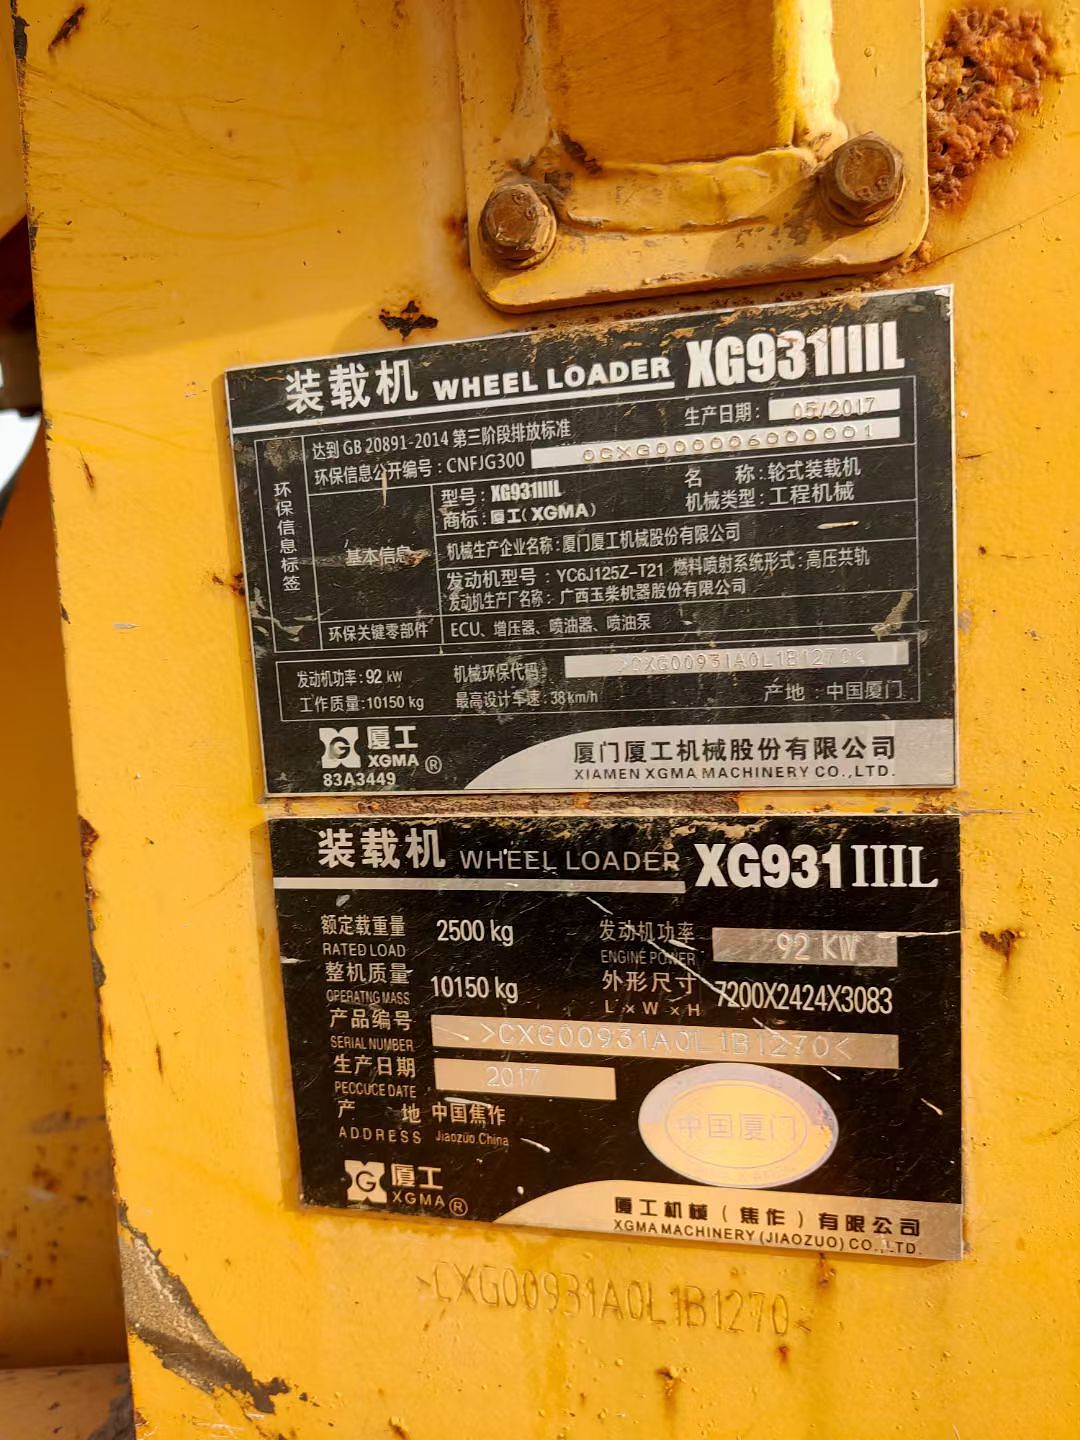 装载机 WHEEL LOADER XG931IIIL
达到 GB 20891-2014 第三阶段排放标准 生产日期: 05/2017
环保信息公开编号: CNFJG300 0CXG000006000001
环保信息标签
基本信息
型号: XG931IIIL 名 称: 轮式装载机
商标: 厦工(XGMA) 机械类型: 工程机械
机械生产企业名称: 厦门厦工机械股份有限公司
发动机型号: YC6J125Z-T21 燃料喷射系统形式: 高压共轨
发动机生产厂名称: 广西玉柴机器股份有限公司
环保关键零部件 ECU、增压器、喷油器、喷油泵
发动机功率: 92 kW 机械环保代码: >CXG00931A0L1B1270<
工作质量: 10150 kg 最高设计车速: 38km/h 产地: 中国厦门
厦工
XGMA ®
83A3449
厦门厦工机械股份有限公司
XIAMEN XGMA MACHINERY CO.,LTD.
装载机 WHEEL LOADER XG931IIIL
额定载重量 2500 kg 发动机功率 92 KW
RATED LOAD ENGINE POWER
整机质量 10150 kg 外形尺寸 7200X2424X3083
OPERATNG MASS L×W×H
产品编号 >CXG00931A0L1B1270<
SERIAL NUMBER
生产日期 2017
PECCUCE DATE
产 地 中国焦作
ADDRESS Jiaozuo.China
中国厦门
厦工
XGMA ®
厦工机械(焦作)有限公司
XGMA MACHINERY (JIAOZUO) CO.,LTD.
>CXG00931A0L1B1270<